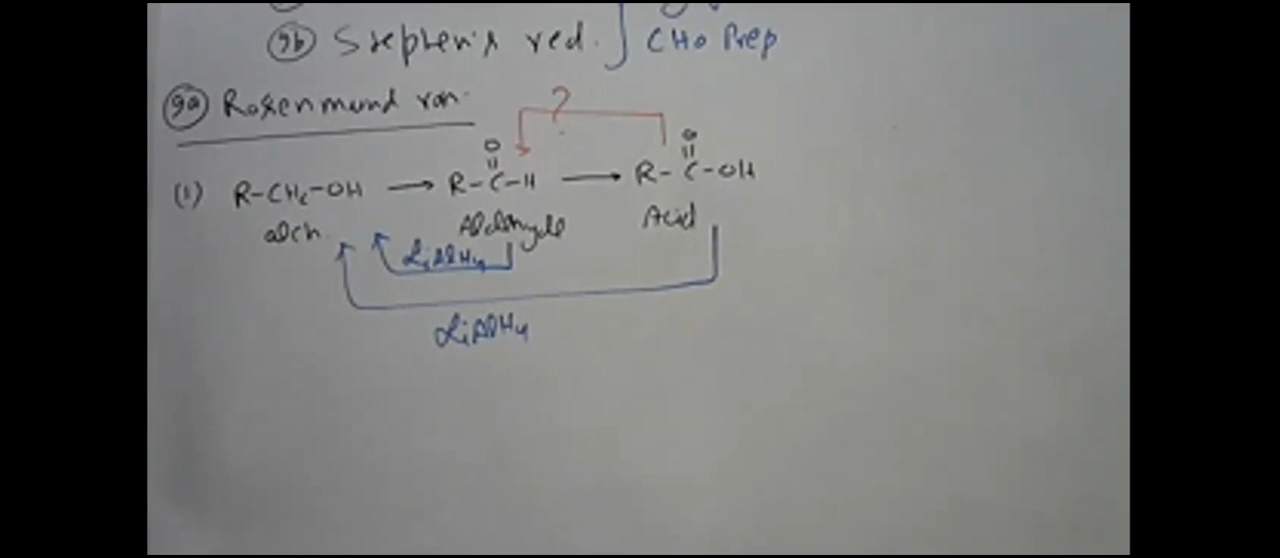 9b Stephen's red. } CHO Prep
9a Rosenmund rxn.
?
O O
(1) R-CH2-OH → R-C-H → R-C-OH
alch. Aldehyde Acid
LiAlH4
LiAlH4